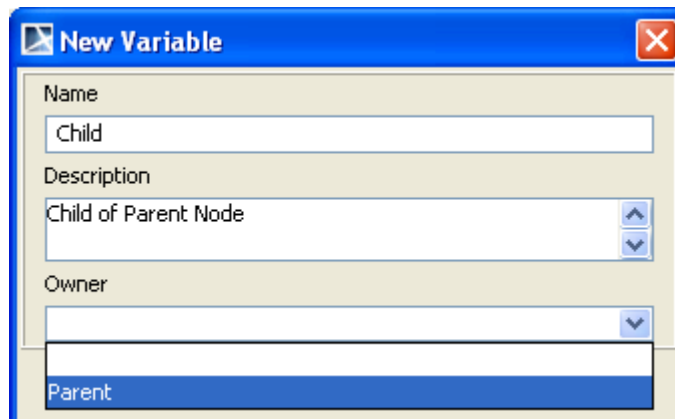 New Variable
Name
Child
Description
Child of Parent Node
Owner
Parent